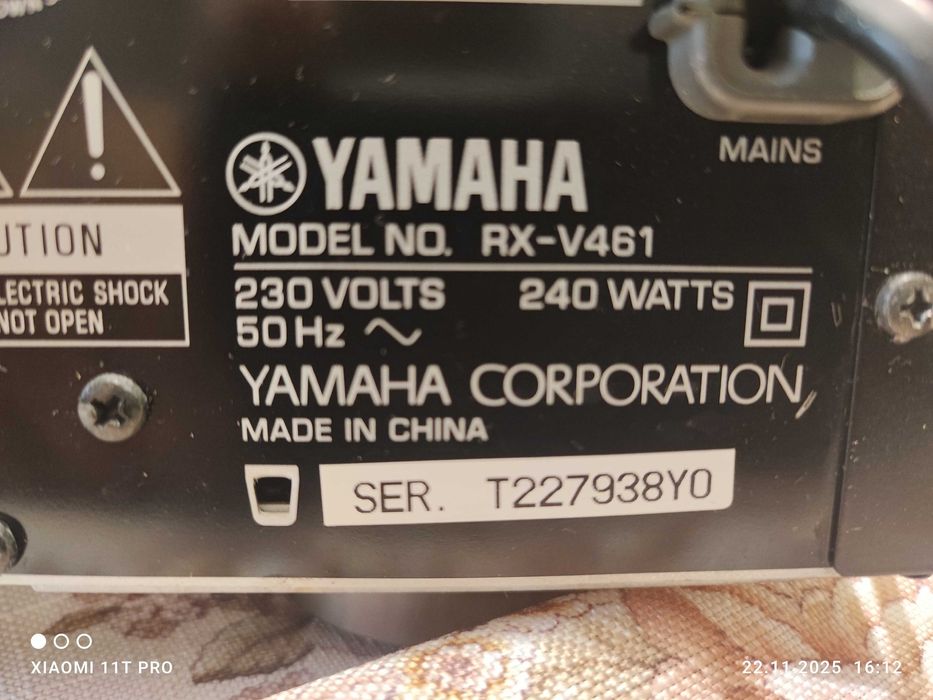 YAMAHA
MAINS
MODEL NO. RX-V461
UTION
230 VOLTS 240 WATTS
LECTRIC SHOCK
NOT OPEN
50 Hz
YAMAHA CORPORATION
MADE IN CHINA
SER. T227938Y0
XIAOMI 11T PRO
22.11.2025 16:12